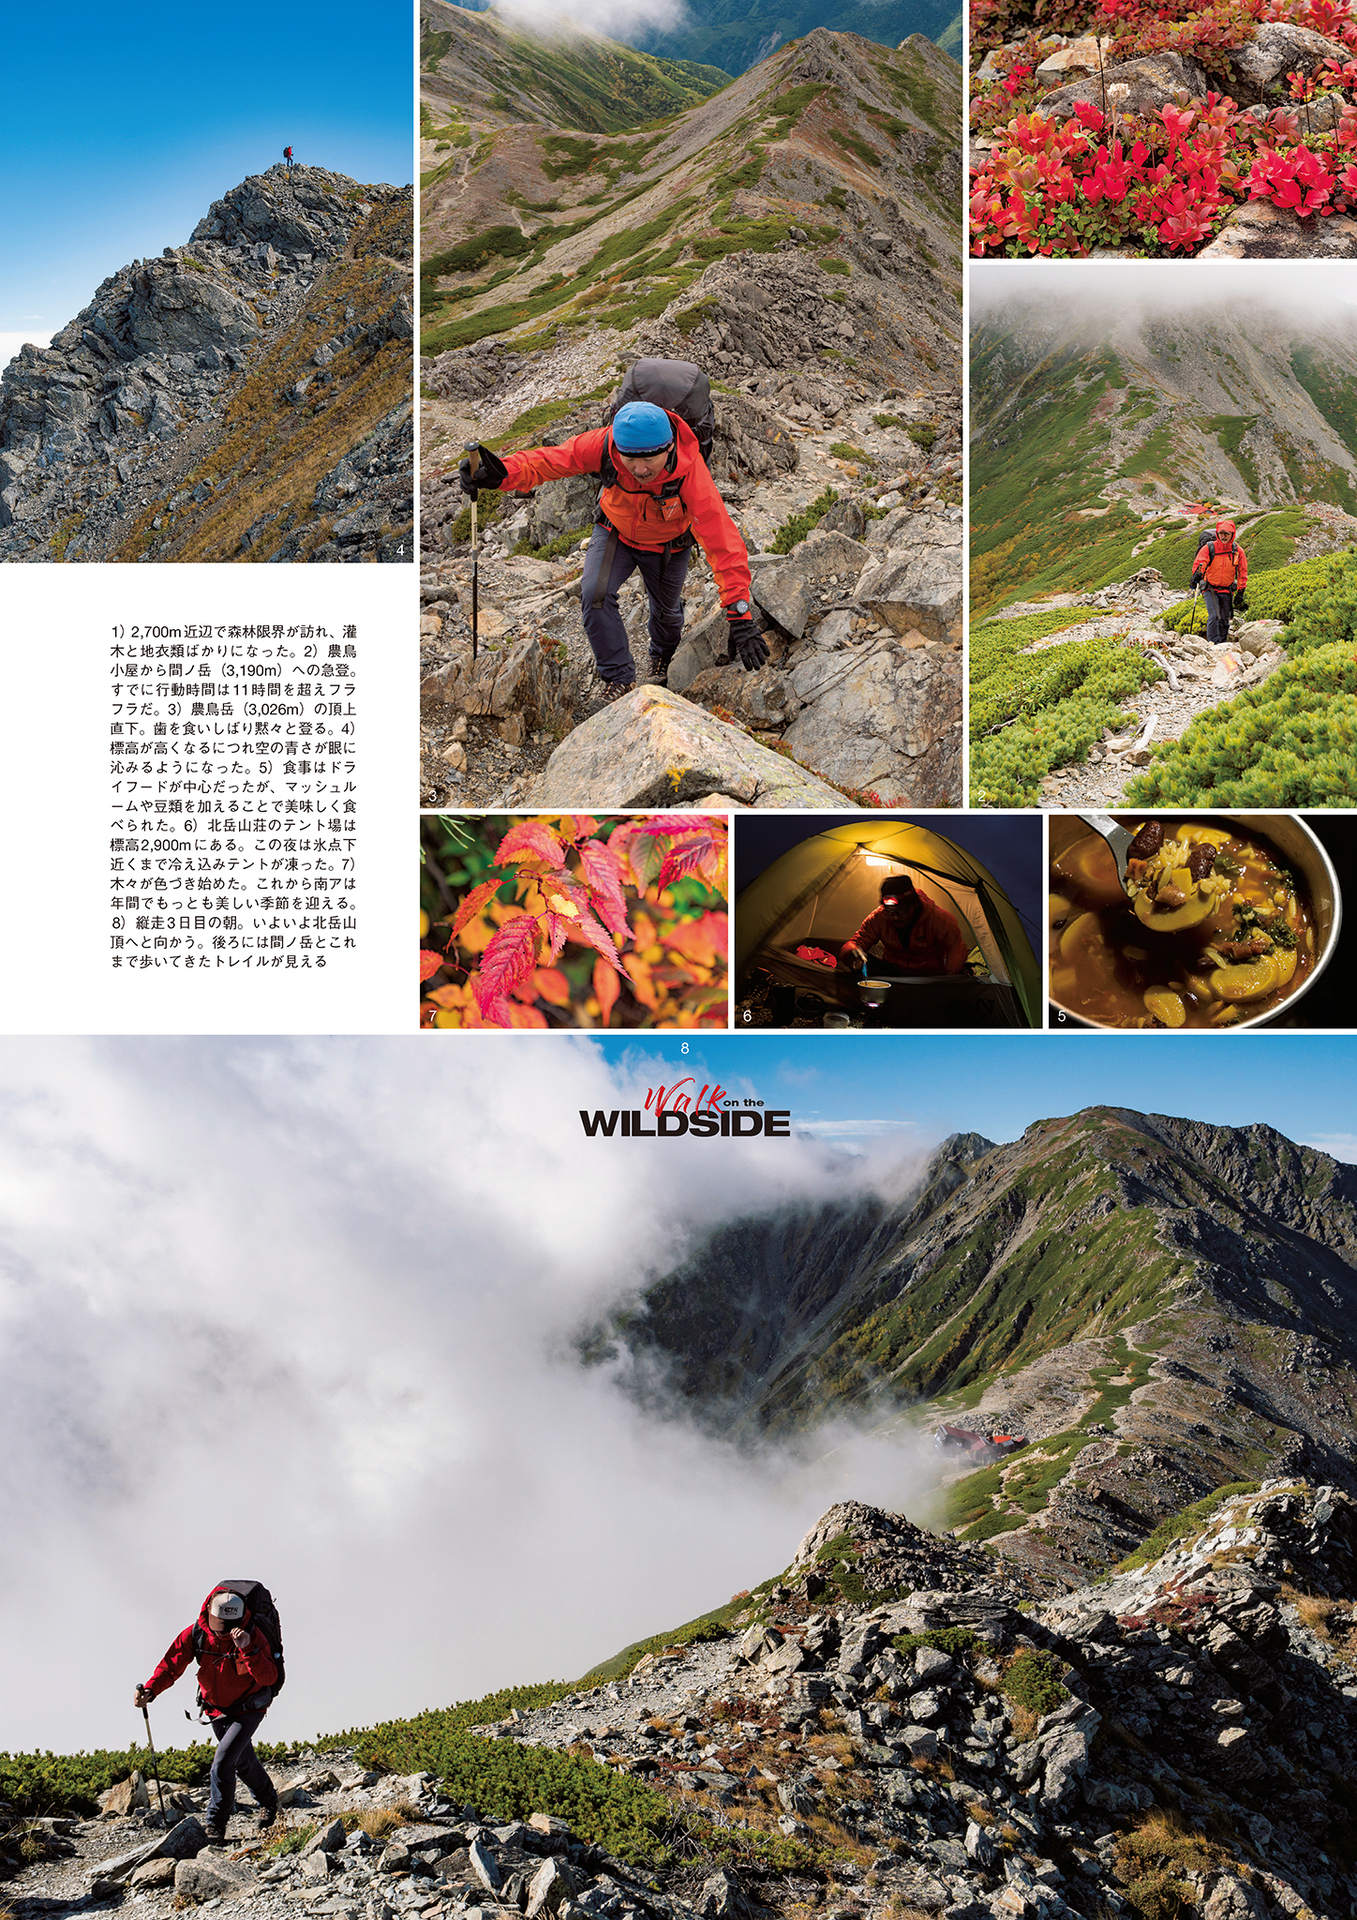 1
4
3
2
1）2,700m近辺で森林限界が訪れ、灌
木と地衣類ばかりになった。2）農鳥
小屋から間ノ岳（3,190m）への急登。
すでに行動時間は11時間を超えフラ
フラだ。3）農鳥岳（3,026m）の頂上
直下。歯を食いしばり黙々と登る。4）
標高が高くなるにつれ空の青さが眼に
沁みるようになった。5）食事はドラ
イフードが中心だったが、マッシュル
ームや豆類を加えることで美味しく食
べられた。6）北岳山荘のテント場は
標高2,900mにある。この夜は氷点下
近くまで冷え込みテントが凍った。7）
木々が色づき始めた。これから南アは
年間でもっとも美しい季節を迎える。
8）縦走3日目の朝。いよいよ北岳山
頂へと向かう。後ろには間ノ岳とこれ
まで歩いてきたトレイルが見える
7
6
5
8
Walk on the
WILDSIDE